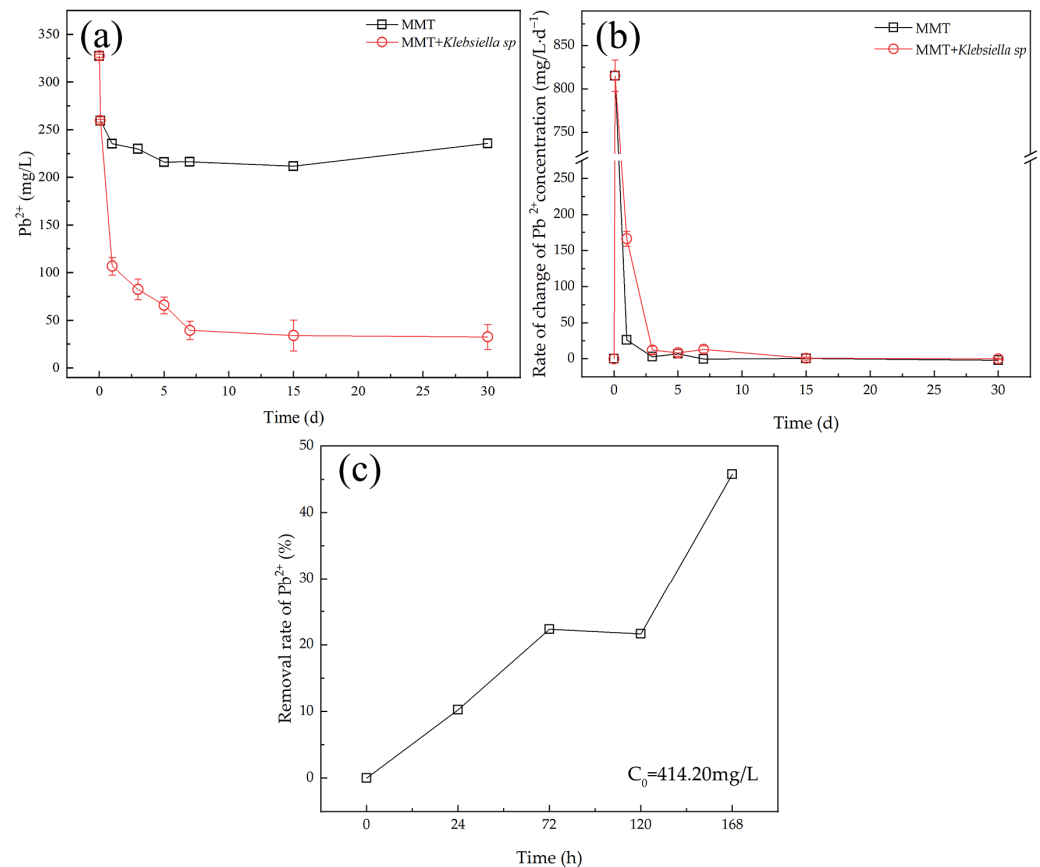 (a)
MMT
MMT+Klebsiella sp
350
300
250
200
150
100
50
0
Pb²⁺ (mg/L)
0 5 10 15 20 25 30
Time (d)
(b)
MMT
MMT+Klebsiella sp
850
800
750
250
200
150
100
50
0
Rate of change of Pb ²⁺concentration (mg/L·d⁻¹)
0 5 10 15 20 25 30
Time (d)
(c)
50
40
30
20
10
0
Removal rate of Pb²⁺ (%)
C₀=414.20mg/L
0 24 72 120 168
Time (h)